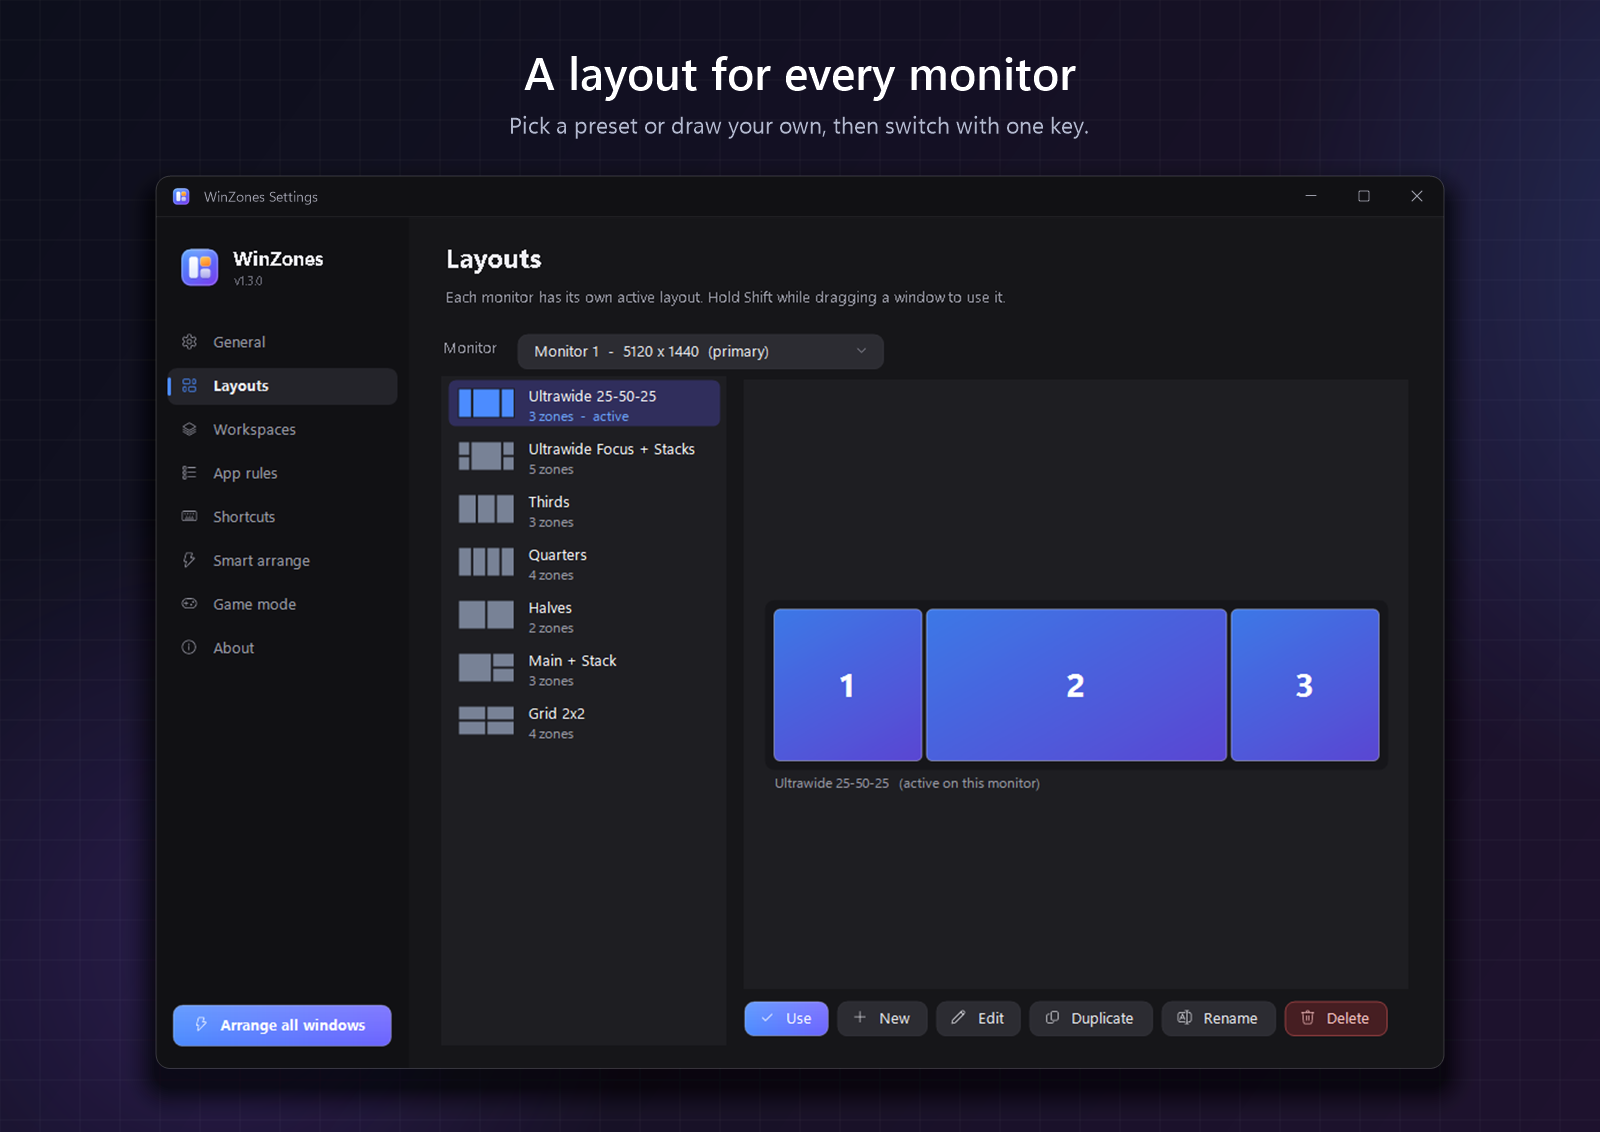 A layout for every monitor
Pick a preset or draw your own, then switch with one key.
WinZones Settings
WinZones
v1.3.0
General
Layouts
Workspaces
App rules
Shortcuts
Smart arrange
Game mode
About
Arrange all windows
Layouts
Each monitor has its own active layout. Hold Shift while dragging a window to use it.
Monitor
Monitor 1 - 5120 x 1440 (primary)
Ultrawide 25-50-25
3 zones - active
Ultrawide Focus + Stacks
5 zones
Thirds
3 zones
Quarters
4 zones
Halves
2 zones
Main + Stack
3 zones
Grid 2x2
4 zones
1 2 3
Ultrawide 25-50-25 (active on this monitor)
Use New Edit Duplicate Rename Delete